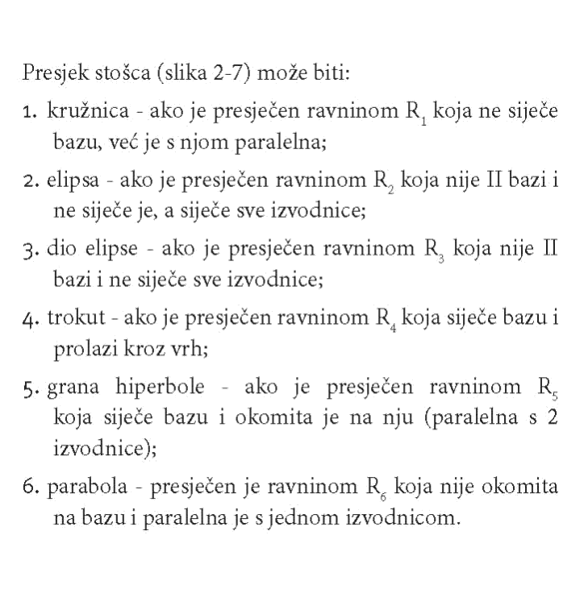 Presjek stošca (slika 2-7) može biti:
1. kružnica - ako je presječen ravninom R₁ koja ne siječe
bazu, već je s njom paralelna;
2. elipsa - ako je presječen ravninom R₂ koja nije II bazi i
ne siječe je, a siječe sve izvodnice;
3. dio elipse - ako je presječen ravninom R₃ koja nije II
bazi i ne siječe sve izvodnice;
4. trokut - ako je presječen ravninom R₄ koja siječe bazu i
prolazi kroz vrh;
5. grana hiperbole - ako je presječen ravninom R₅
koja siječe bazu i okomita je na nju (paralelna s 2
izvodnice);
6. parabola - presječen je ravninom R₆ koja nije okomita
na bazu i paralelna je s jednom izvodnicom.